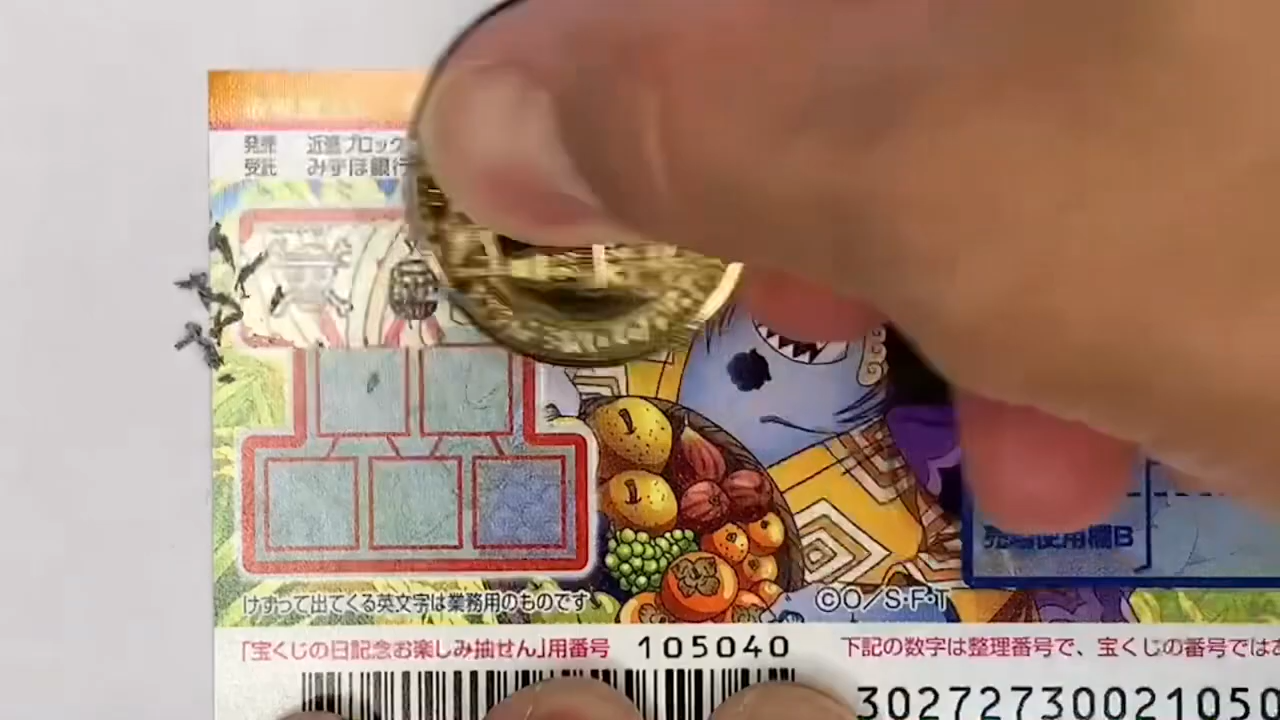 発売 近畿ブロック
受託 みずほ銀行
発売使用欄B
けずって出てくる英文字は業務用のものです
©O/S・F・T
「宝くじの日記念お楽しみ抽せん」用番号 105040
下記の数字は整理番号で、宝くじの番号ではあ
30272730021050